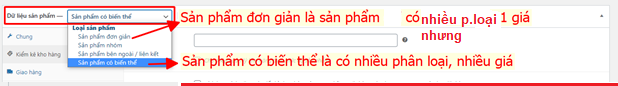 Dữ liệu sản phẩm — Sản phẩm có biến thể
Sản phẩm đơn giản là sản phẩm có nhiều p.loại nhưng 1 giá
Loại sản phẩm
Sản phẩm đơn giản
Sản phẩm nhóm
Sản phẩm bên ngoài / liên kết
Sản phẩm có biến thể
Chung
Kiểm kê kho hàng
Giao hàng
Sản phẩm có biến thể là có nhiều phân loại, nhiều giá